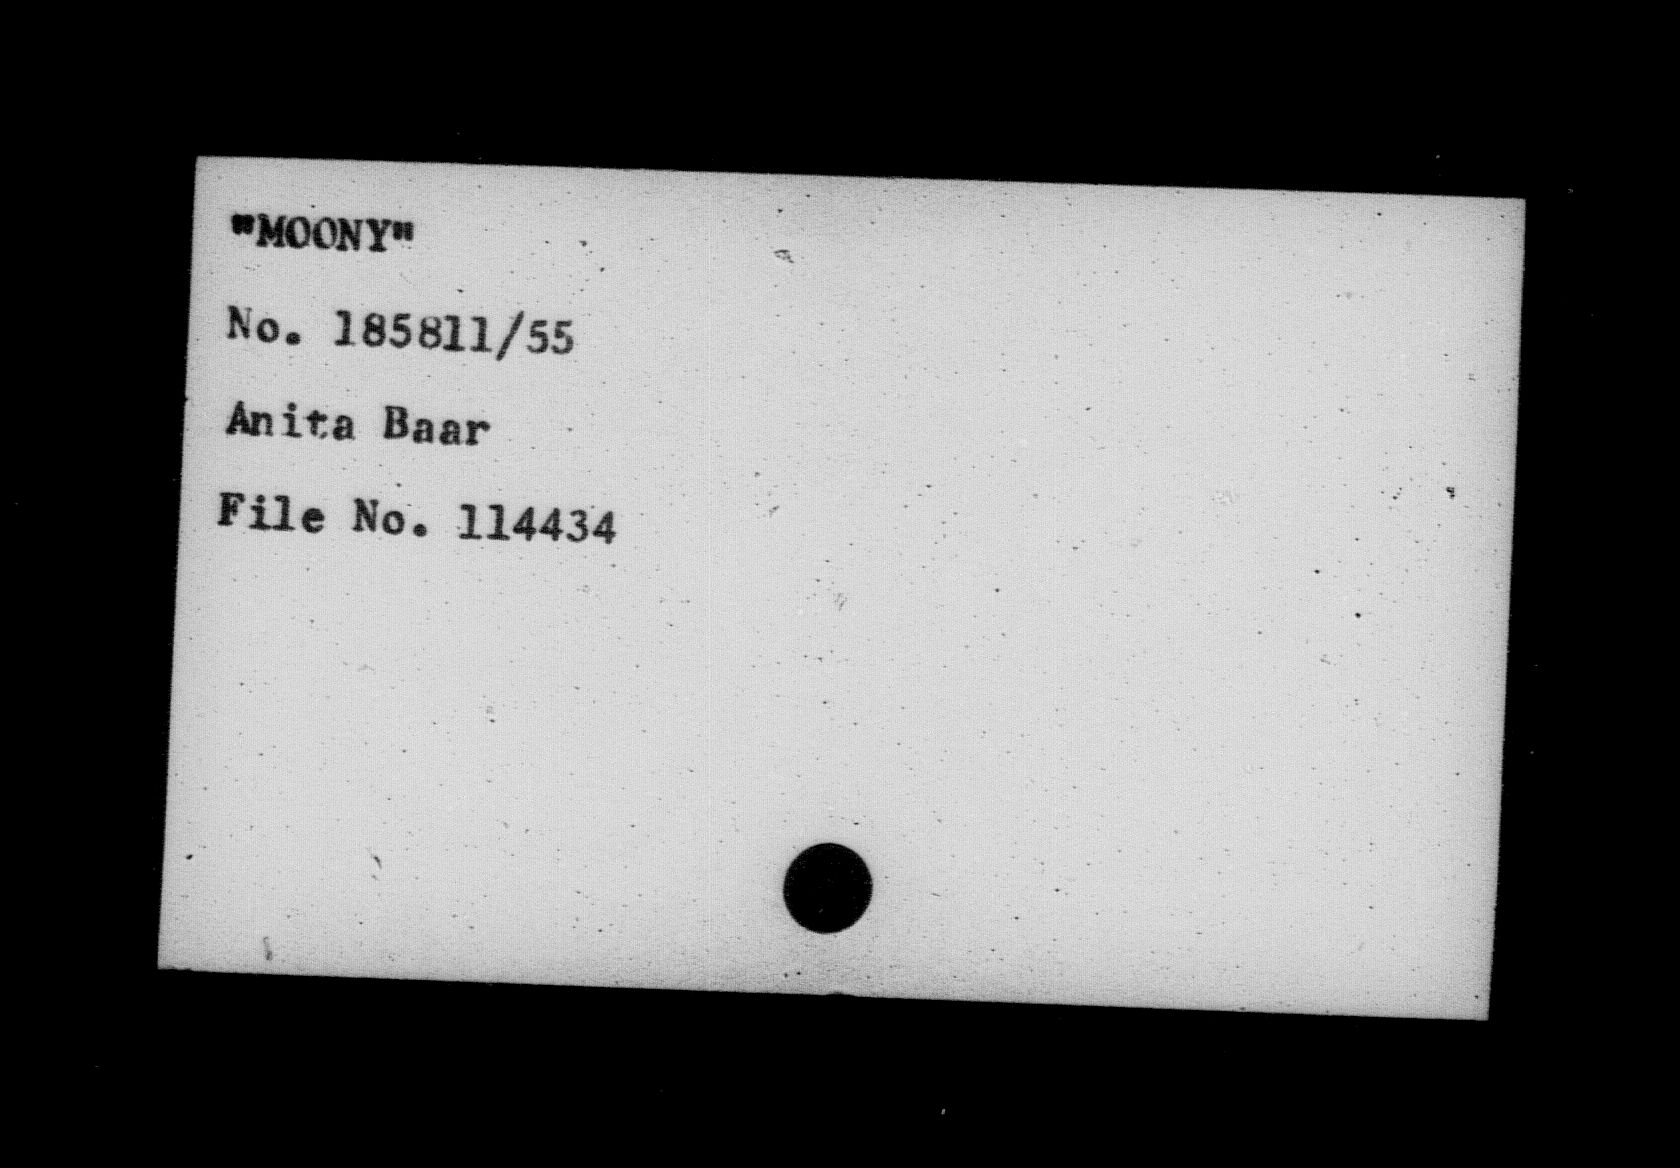 "MOONY"
No. 185811/55
Anita Baar
File No. 114434